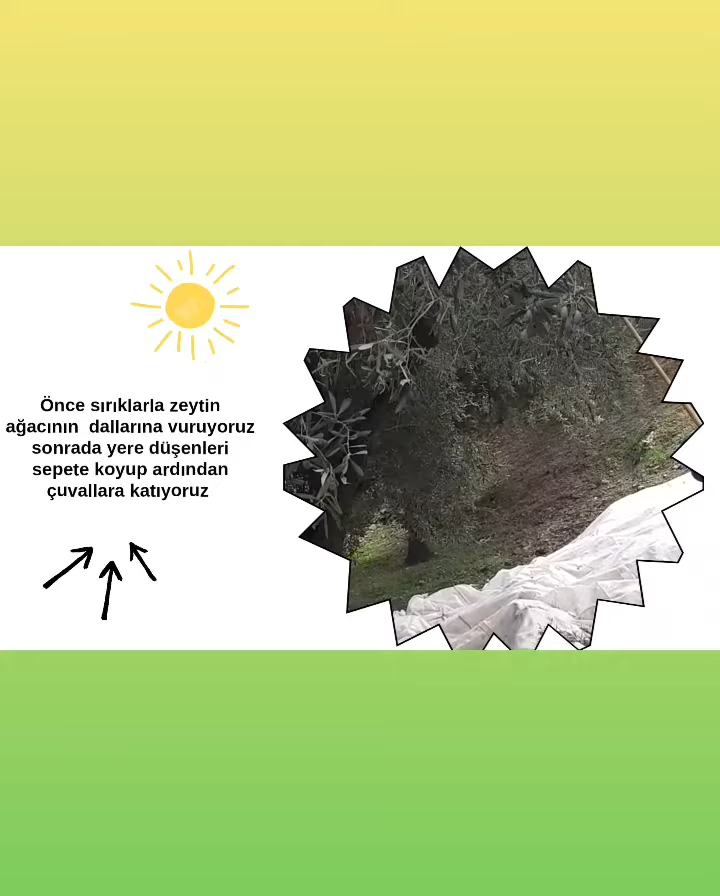 Önce sırıklarla zeytin
ağacının  dallarına vuruyoruz
sonrada yere düşenleri
sepete koyup ardından
çuvallara katıyoruz